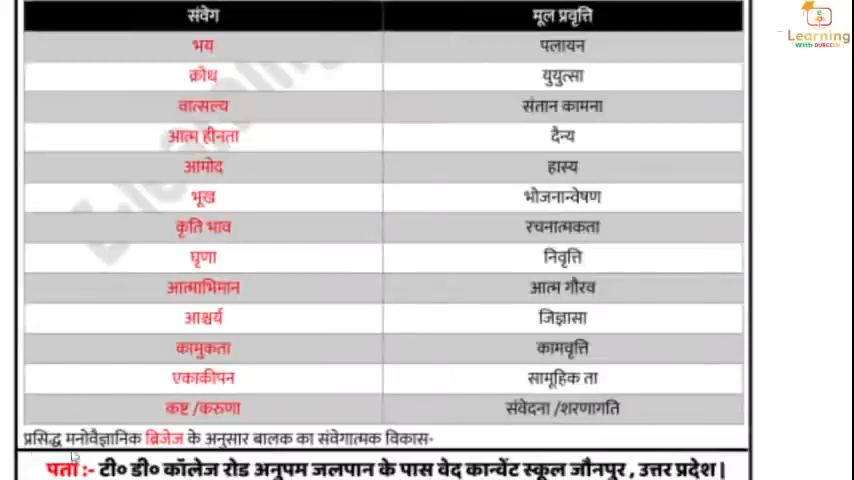 संवेग मूल प्रवृत्ति
भय पलायन
क्रोध युयुत्सा
वात्सल्य संतान कामना
आत्म हीनता दैन्य
आमोद हास्य
भूख भोजनान्वेषण
कृति भाव रचनात्मकता
घृणा निवृत्ति
आत्माभिमान आत्म गौरव
आश्चर्य जिज्ञासा
कामुकता कामवृत्ति
एकाकीपन सामूहिक ता
कष्ट /करुणा संवेदना /शरणागति
प्रसिद्ध मनोवैज्ञानिक ब्रिजेज के अनुसार बालक का संवेगात्मक विकास-
पता :- टी० डी० कॉलेज रोड अनुपम जलपान के पास वेद कान्वेंट स्कूल जौनपुर , उत्तर प्रदेश |
Learning
WITH